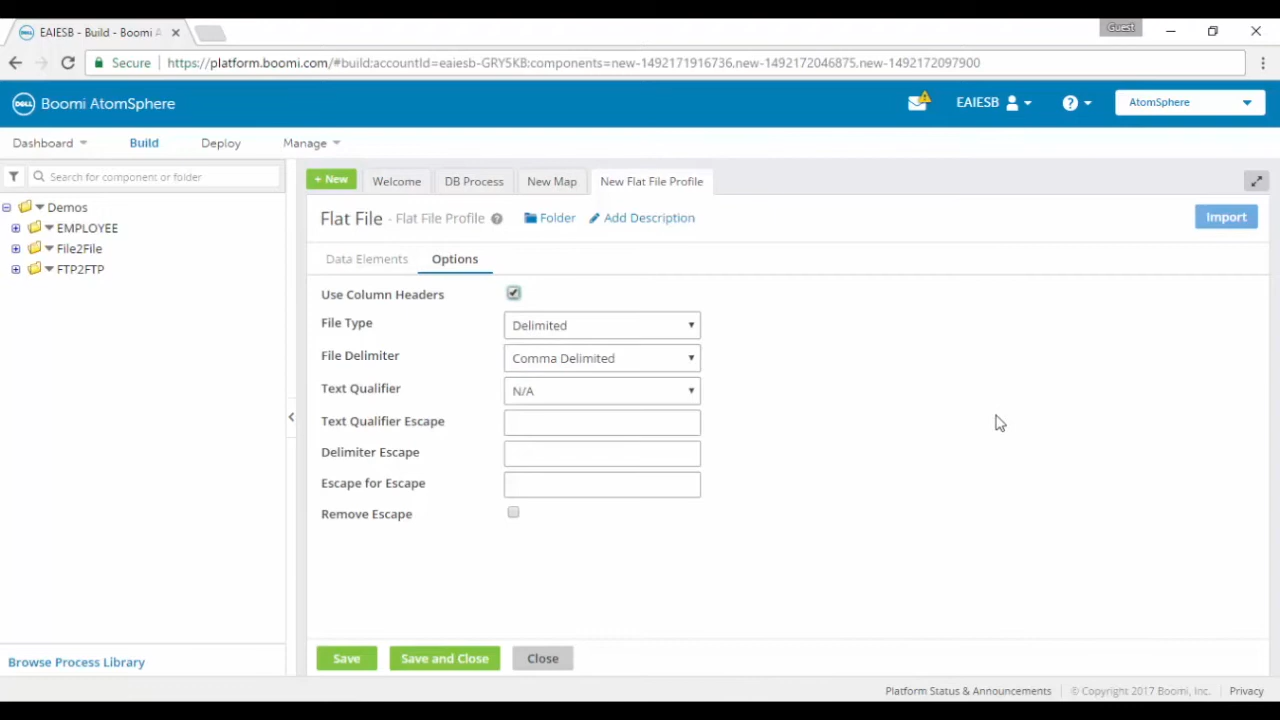 EAIESB - Build - Boomi A
Guest
Secure
https://platform.boomi.com/#build:accountId=eaiesb-GRY5KB:components=new-1492171916736.new-1492172046875.new-1492172097900
DELL Boomi AtomSphere
EAIESB
AtomSphere
Dashboard Build Deploy Manage
Search for component or folder
+ New Welcome DB Process New Map New Flat File Profile
Demos
EMPLOYEE
File2File
FTP2FTP
Flat File - Flat File Profile Folder Add Description Import
Data Elements Options
Use Column Headers
File Type Delimited
File Delimiter Comma Delimited
Text Qualifier N/A
Text Qualifier Escape
Delimiter Escape
Escape for Escape
Remove Escape
Browse Process Library
Save Save and Close Close
Platform Status & Announcements © Copyright 2017 Boomi, Inc. Privacy